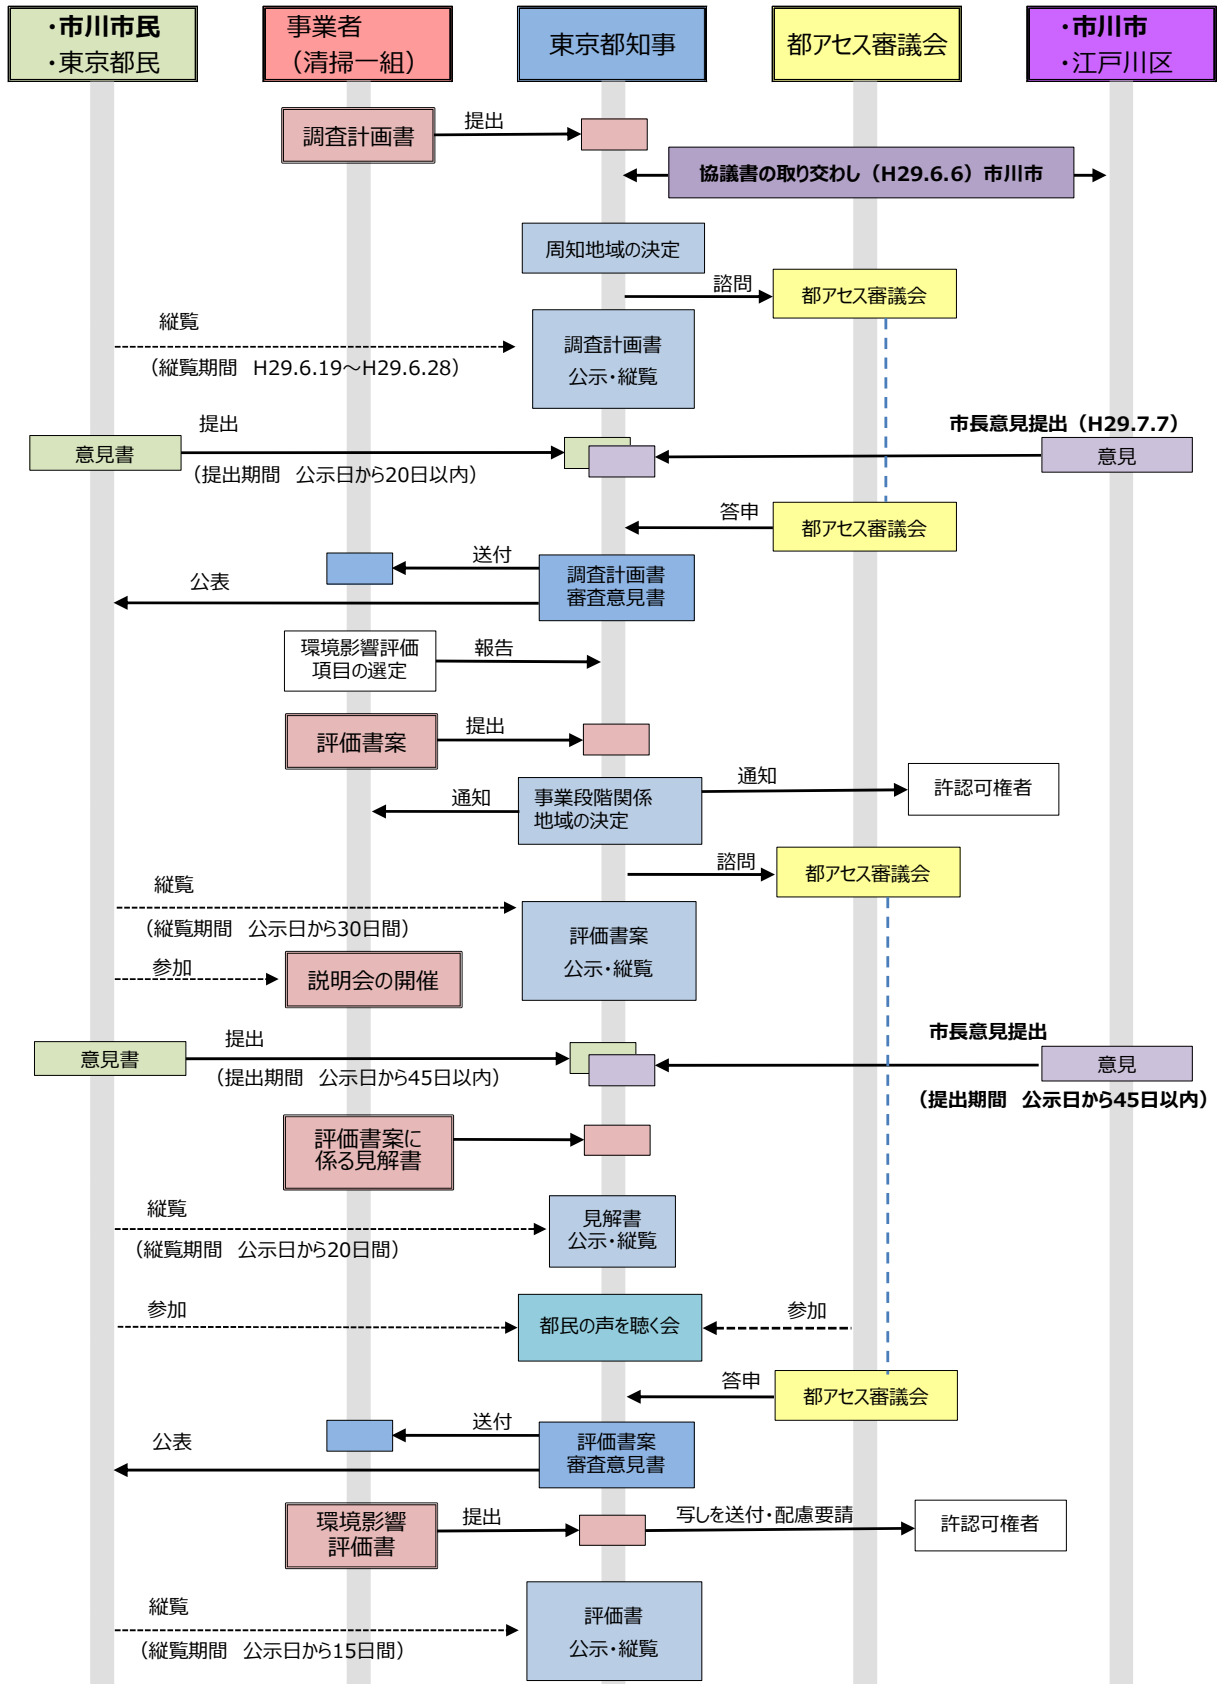 ・市川市民
・東京都民
事業者
（清掃一組）
東京都知事
都アセス審議会
・市川市
・江戸川区
調査計画書
提出
協議書の取り交わし（H29.6.6）市川市
周知地域の決定
諮問
都アセス審議会
縦覧
（縦覧期間　H29.6.19～H29.6.28）
調査計画書
公示・縦覧
意見書
提出
（提出期間　公示日から20日以内）
市長意見提出（H29.7.7）
意見
答申
都アセス審議会
送付
公表
調査計画書
審査意見書
環境影響評価
項目の選定
報告
評価書案
提出
通知
事業段階関係
地域の決定
通知
許認可権者
諮問
都アセス審議会
縦覧
（縦覧期間　公示日から30日間）
評価書案
公示・縦覧
参加
説明会の開催
意見書
提出
（提出期間　公示日から45日以内）
市長意見提出
意見
（提出期間　公示日から45日以内）
評価書案に
係る見解書
縦覧
（縦覧期間　公示日から20日間）
見解書
公示・縦覧
参加
都民の声を聴く会
参加
答申
都アセス審議会
送付
公表
評価書案
審査意見書
環境影響
評価書
提出
写しを送付・配慮要請
許認可権者
縦覧
（縦覧期間　公示日から15日間）
評価書
公示・縦覧